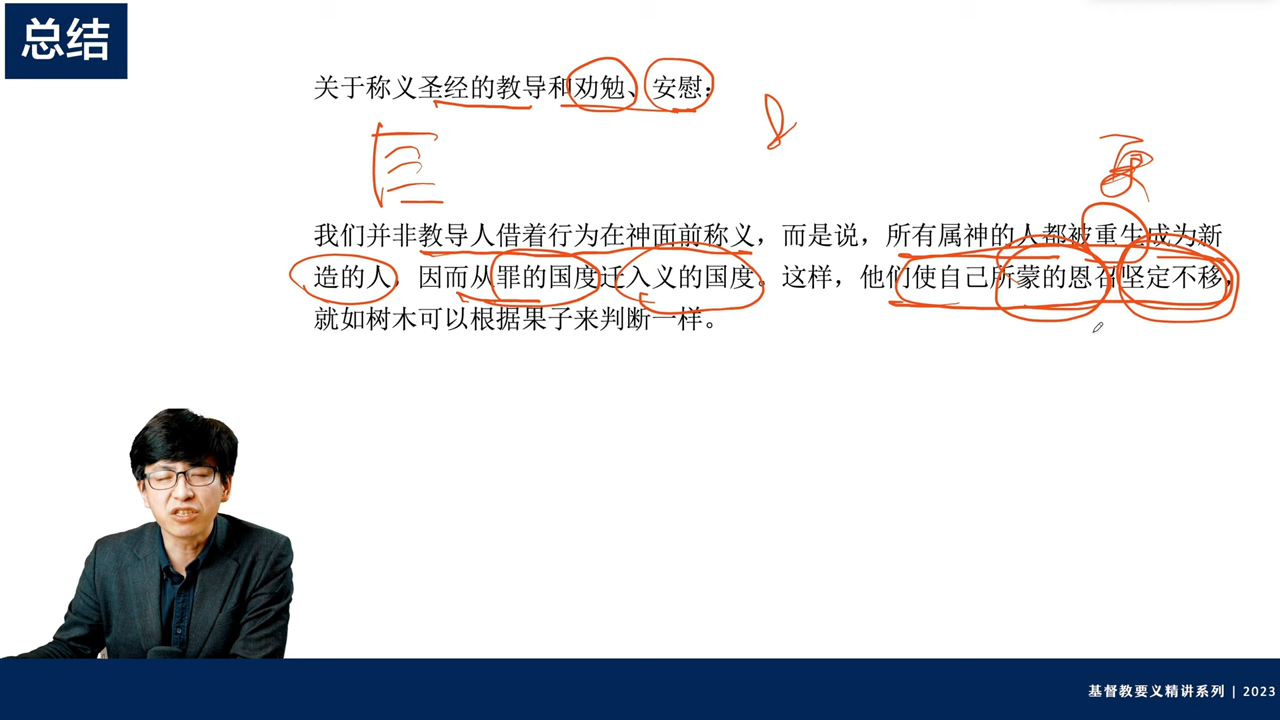 总结
关于称义圣经的教导和劝勉、安慰：
我们并非教导人借着行为在神面前称义，而是说，所有属神的人都被重生成为新
造的人，因而从罪的国度迁入义的国度。这样，他们使自己所蒙的恩召坚定不移，
就如树木可以根据果子来判断一样。
基督教要义精讲系列 | 2023